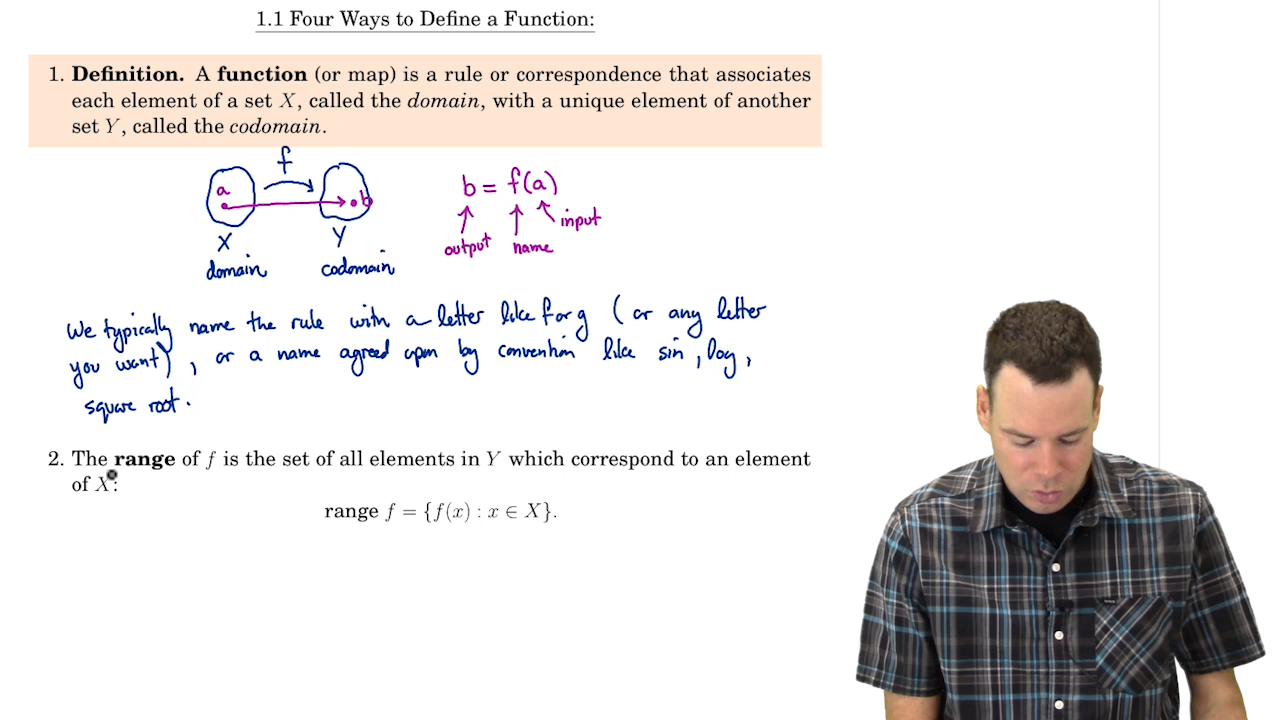 1.1 Four Ways to Define a Function:
1. Definition. A function (or map) is a rule or correspondence that associates
each element of a set X, called the domain, with a unique element of another
set Y, called the codomain.
f
a
b
b = f(a)
input
output name
X Y
domain codomain
We typically name the rule with a letter like f or g (or any letter
you want), or a name agreed upon by convention like sin, log,
square root.
2. The range of f is the set of all elements in Y which correspond to an element
of X:
range f = {f(x) : x ∈ X}.